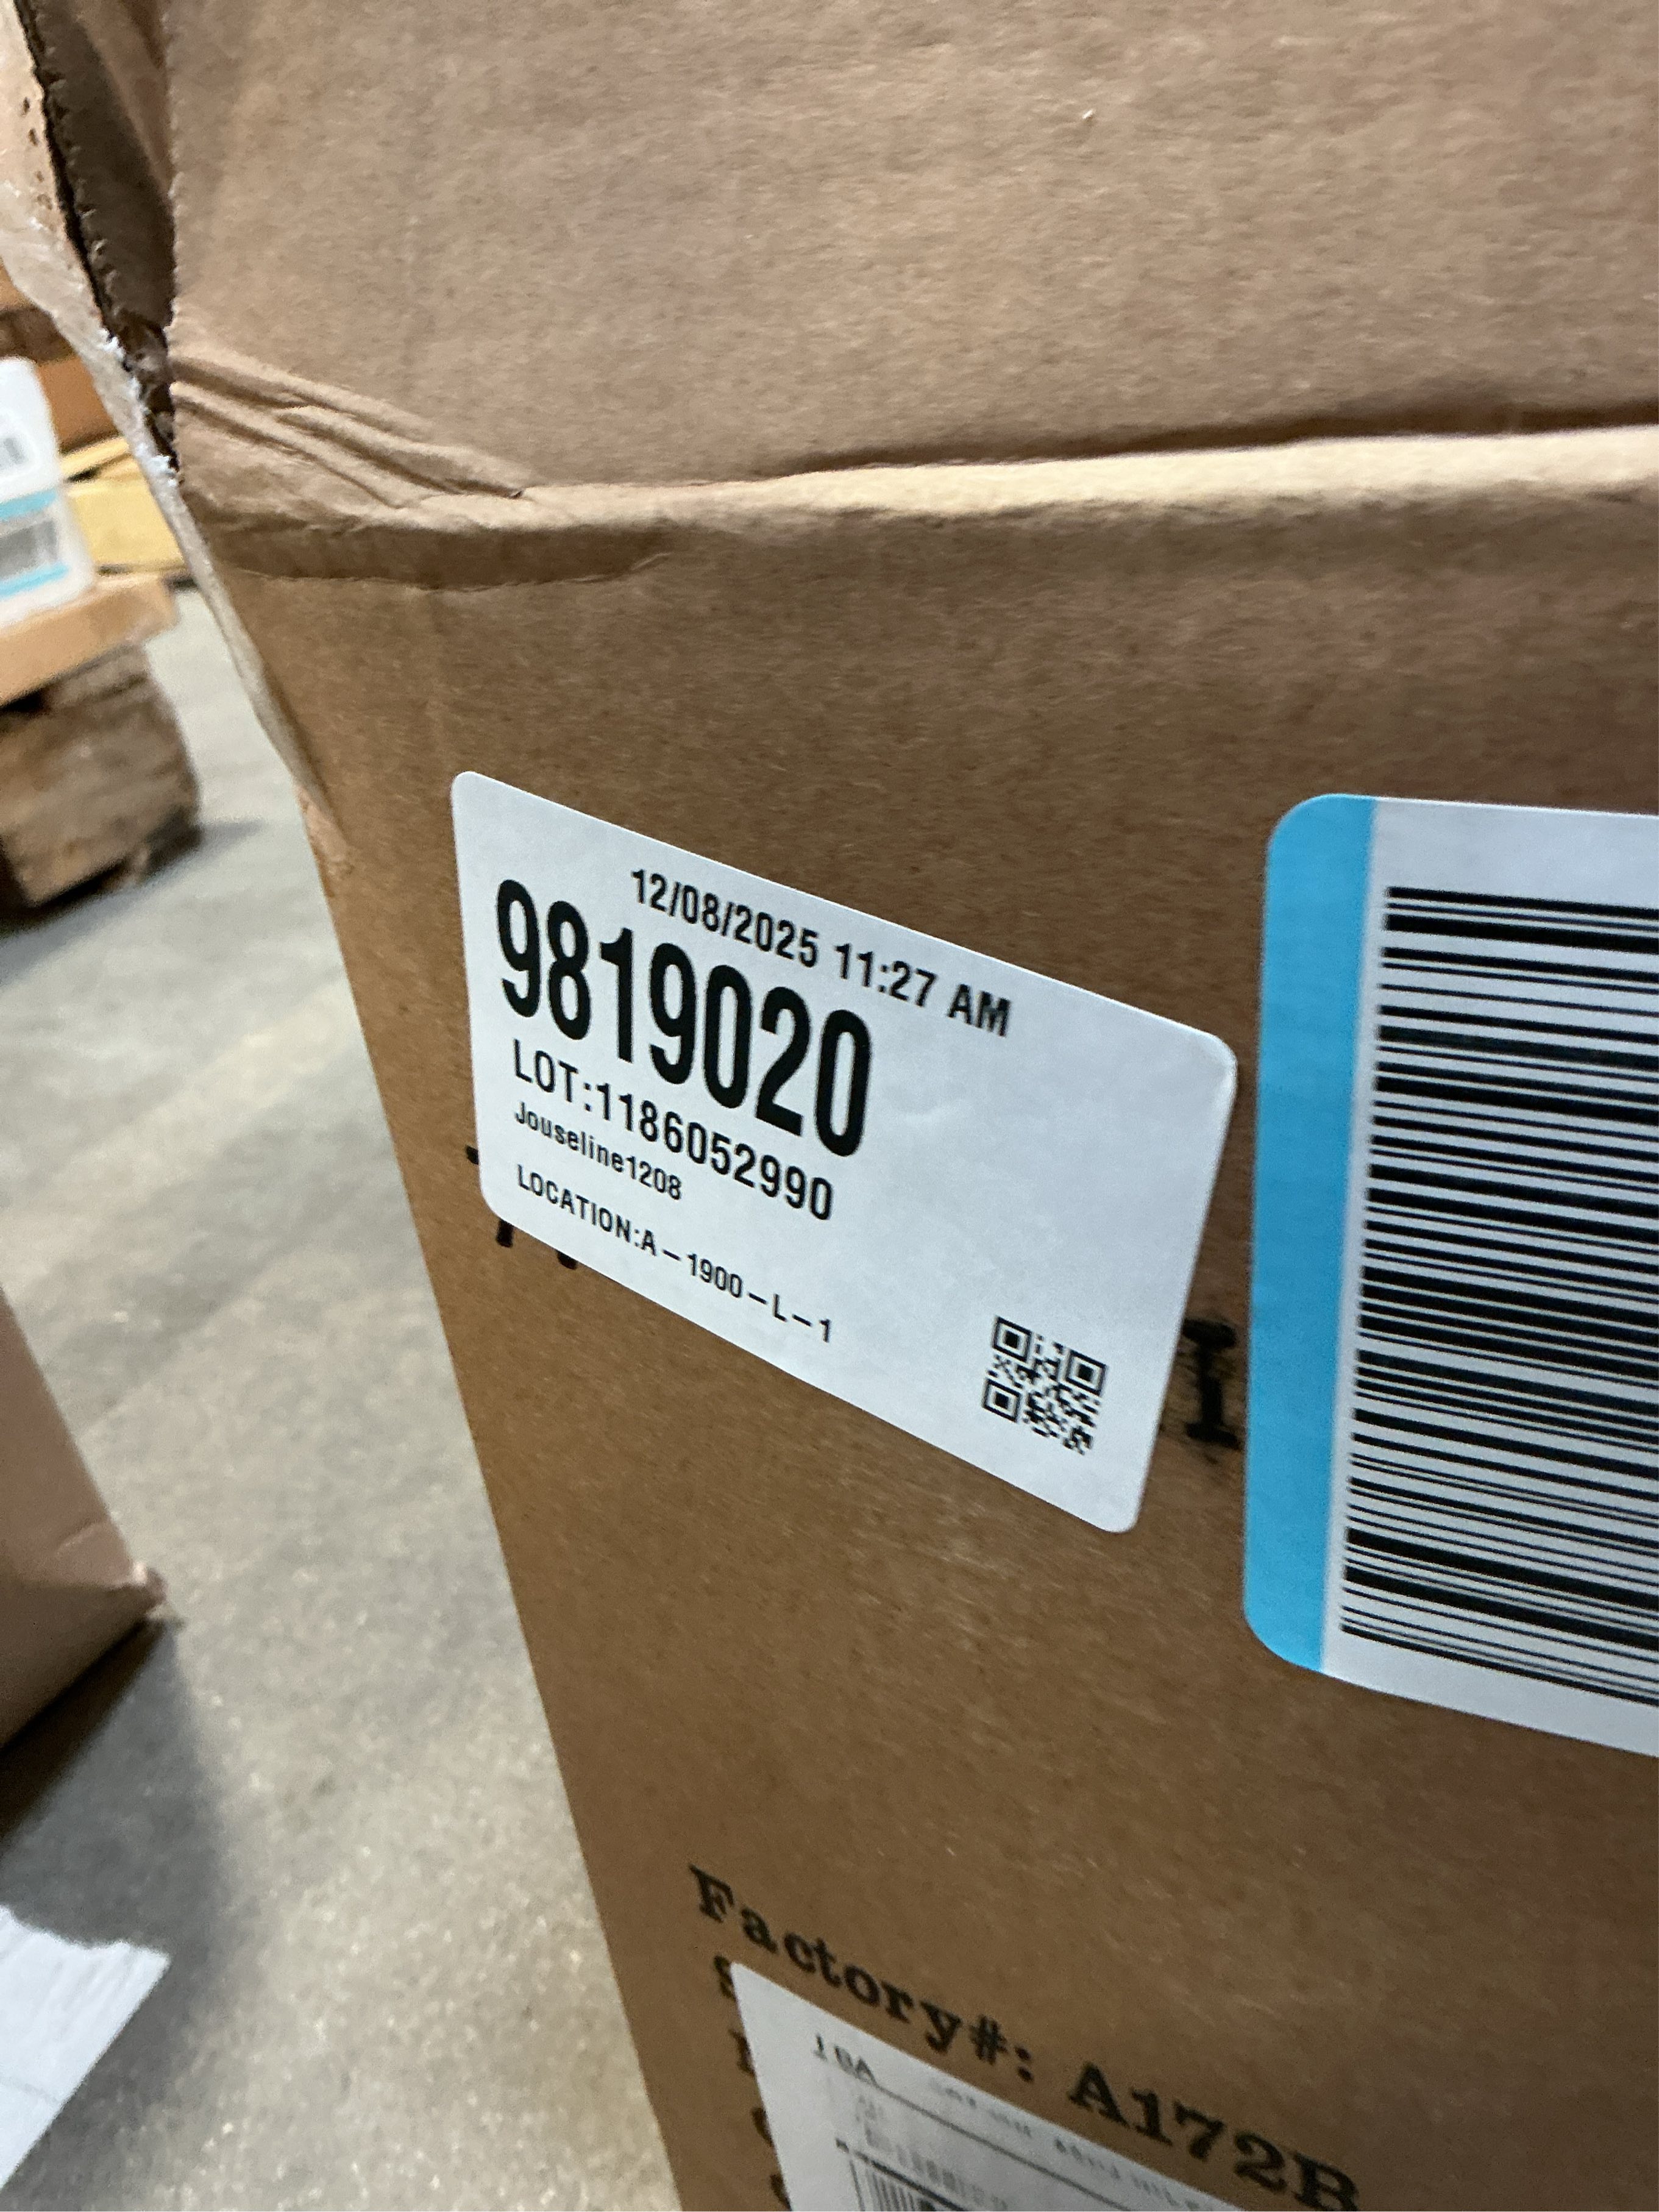 12/08/2025 11:27 AM
9819020
LOT:1186052990
Jouseline1208
LOCATION:A-1900-L-1
I
Factory#: A172B